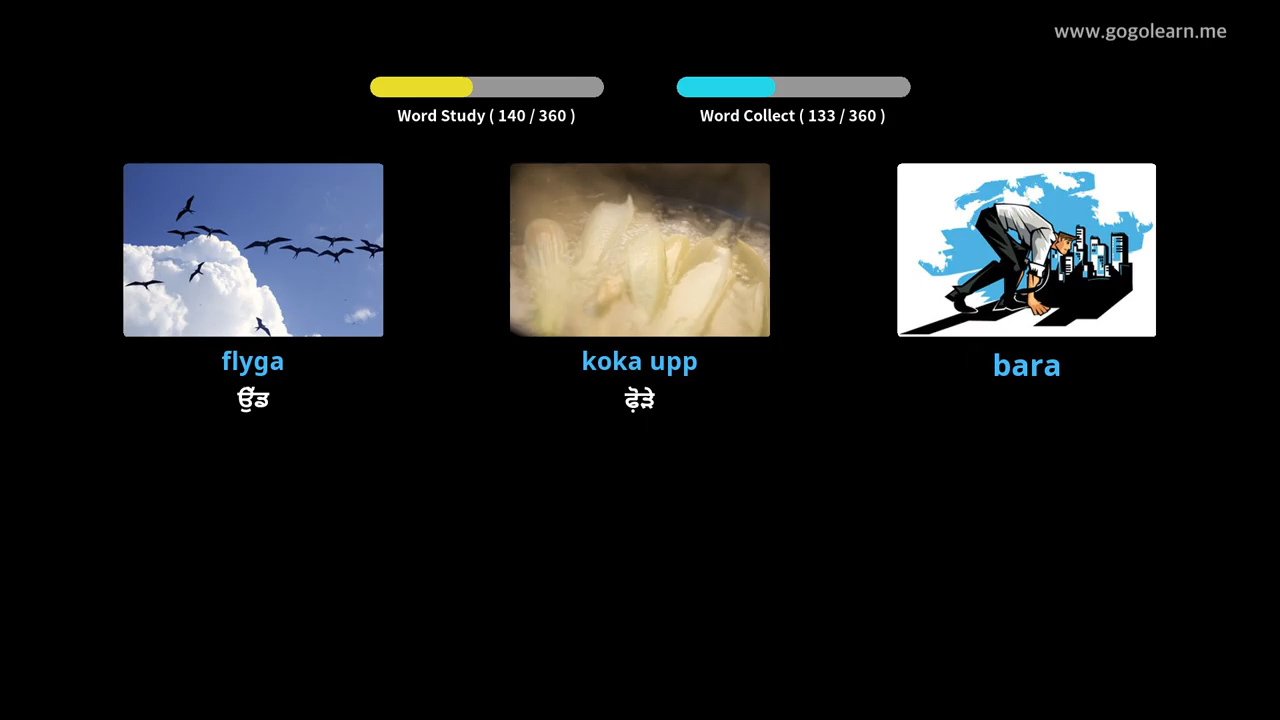 www.gogolearn.me
Word Study ( 140 / 360 )
Word Collect ( 133 / 360 )
flyga
koka upp
bara
ਉੱਡ
ਫ਼ੋੜੇ